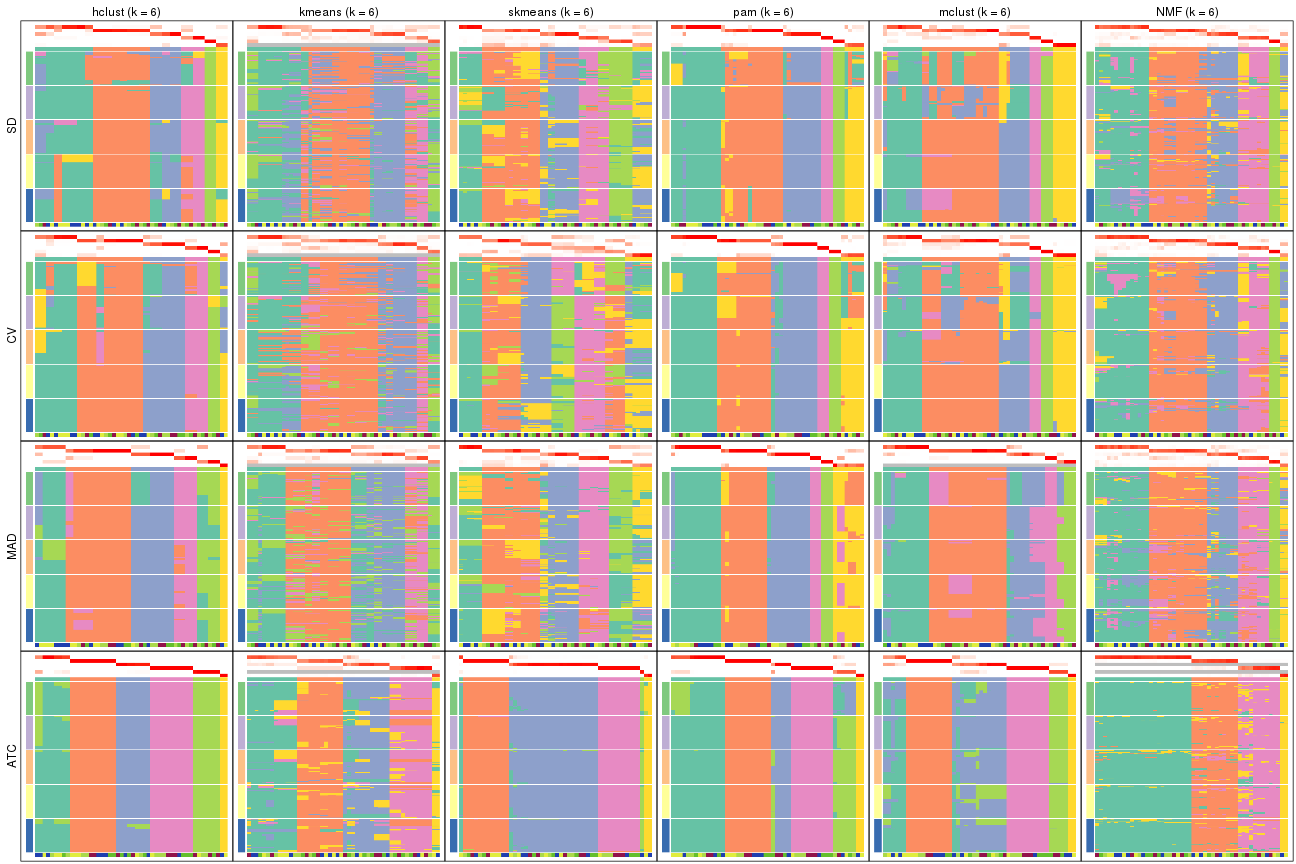 hclust (k = 6)
kmeans (k = 6)
skmeans (k = 6)
pam (k = 6)
mclust (k = 6)
NMF (k = 6)
SD
CV
MAD
ATC